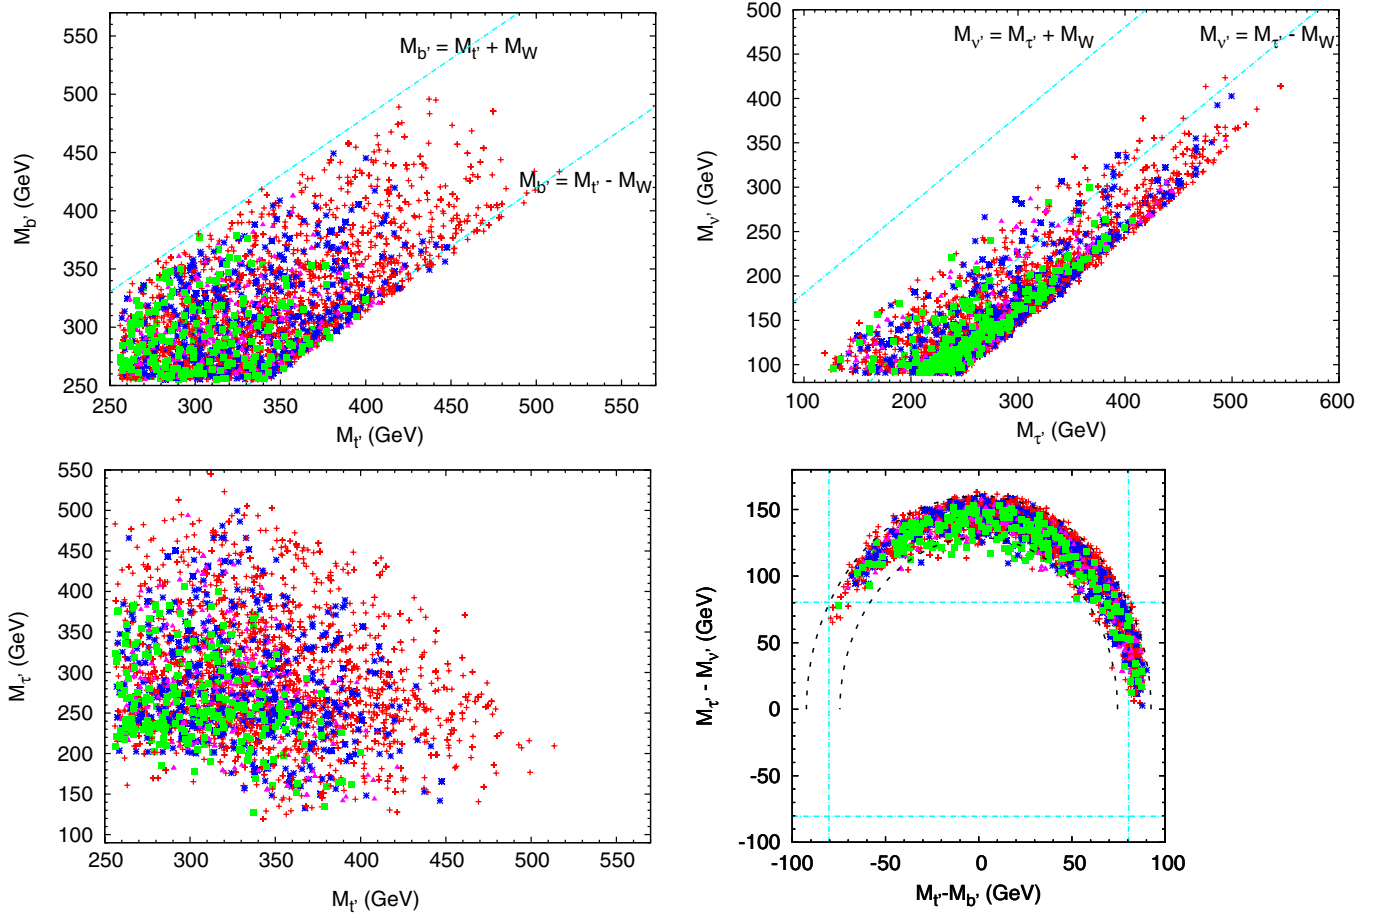 550
500
450
400
350
300
250
250 300 350 400 450 500 550
M_b' (GeV)
M_t' (GeV)
M_b' = M_t' + M_W
M_b' = M_t' - M_W
500
450
400
350
300
250
200
150
100
100 200 300 400 500 600
M_ν' (GeV)
M_τ' (GeV)
M_ν' = M_τ' + M_W
M_ν' = M_τ' - M_W
550
500
450
400
350
300
250
200
150
100
250 300 350 400 450 500 550
M_τ' (GeV)
M_t' (GeV)
150
100
50
0
-50
-100
-100 -50 0 50 100
M_τ' - M_ν' (GeV)
M_t'-M_b' (GeV)